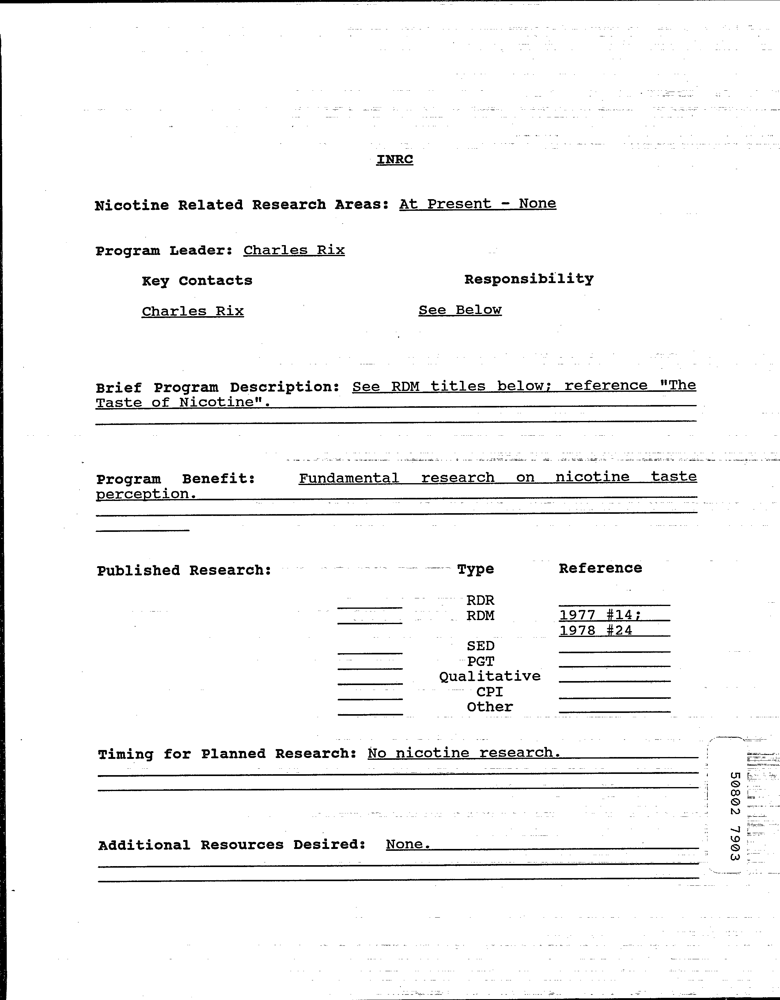 INRC
Nicotine Related Research Areas: At Present - None
Program Leader: Charles Rix
Key Contacts Responsibility
Charles Rix See Below
Brief Program Description: See RDM titles below; reference "The
Taste of Nicotine".
Program Benefit: Fundamental research on nicotine taste
perception.
Published Research: Type Reference
RDR
RDM 1977 #14;
1978 #24
SED
PGT
Qualitative
CPI
Other
Timing for Planned Research: No nicotine research.
Additional Resources Desired: None.
50802 7903